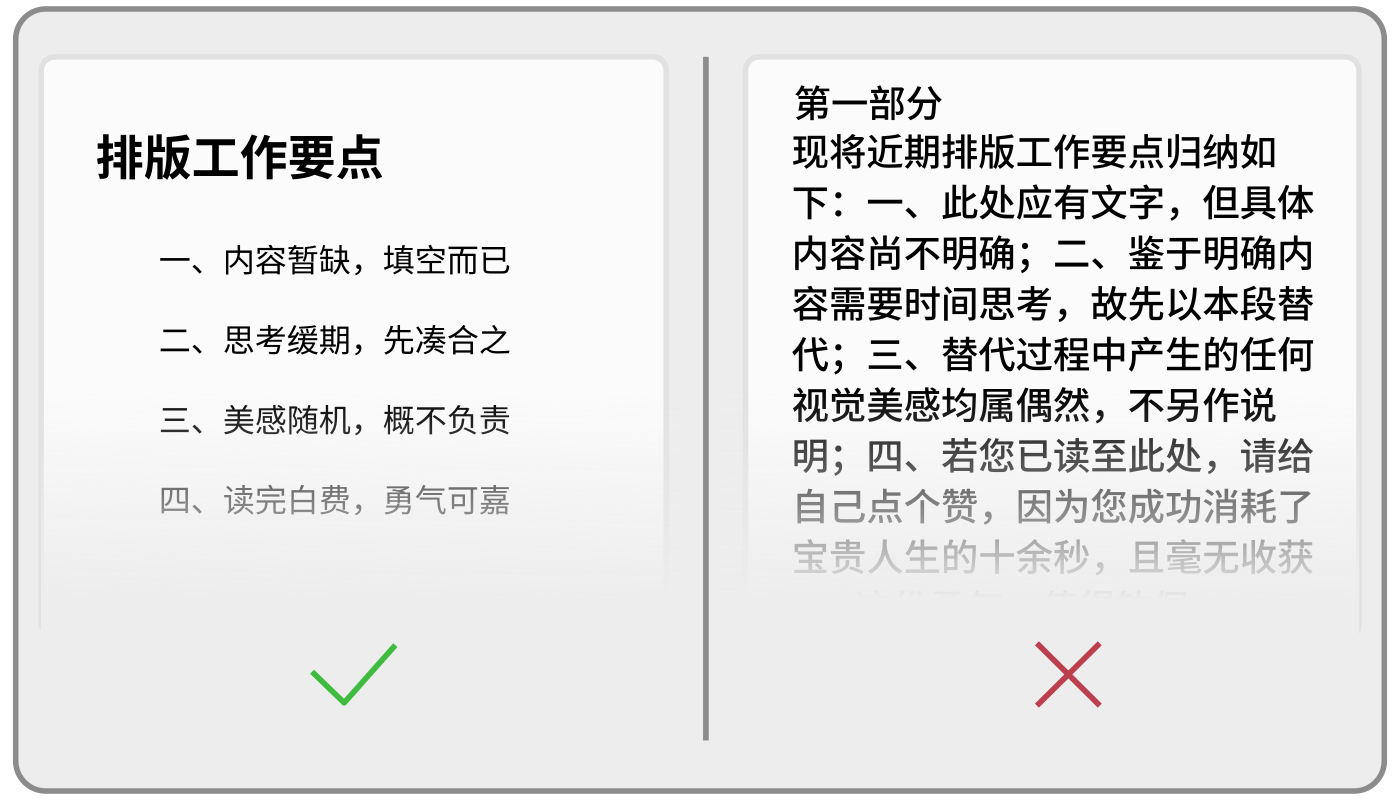 排版工作要点
一、内容暂缺，填空而已
二、思考缓期，先凑合之
三、美感随机，概不负责
四、读完白费，勇气可嘉
第一部分
现将近期排版工作要点归纳如
下：一、此处应有文字，但具体
内容尚不明确；二、鉴于明确内
容需要时间思考，故先以本段替
代；三、替代过程中产生的任何
视觉美感均属偶然，不另作说
明；四、若您已读至此处，请给
自己点个赞，因为您成功消耗了
宝贵人生的十余秒，且毫无收获